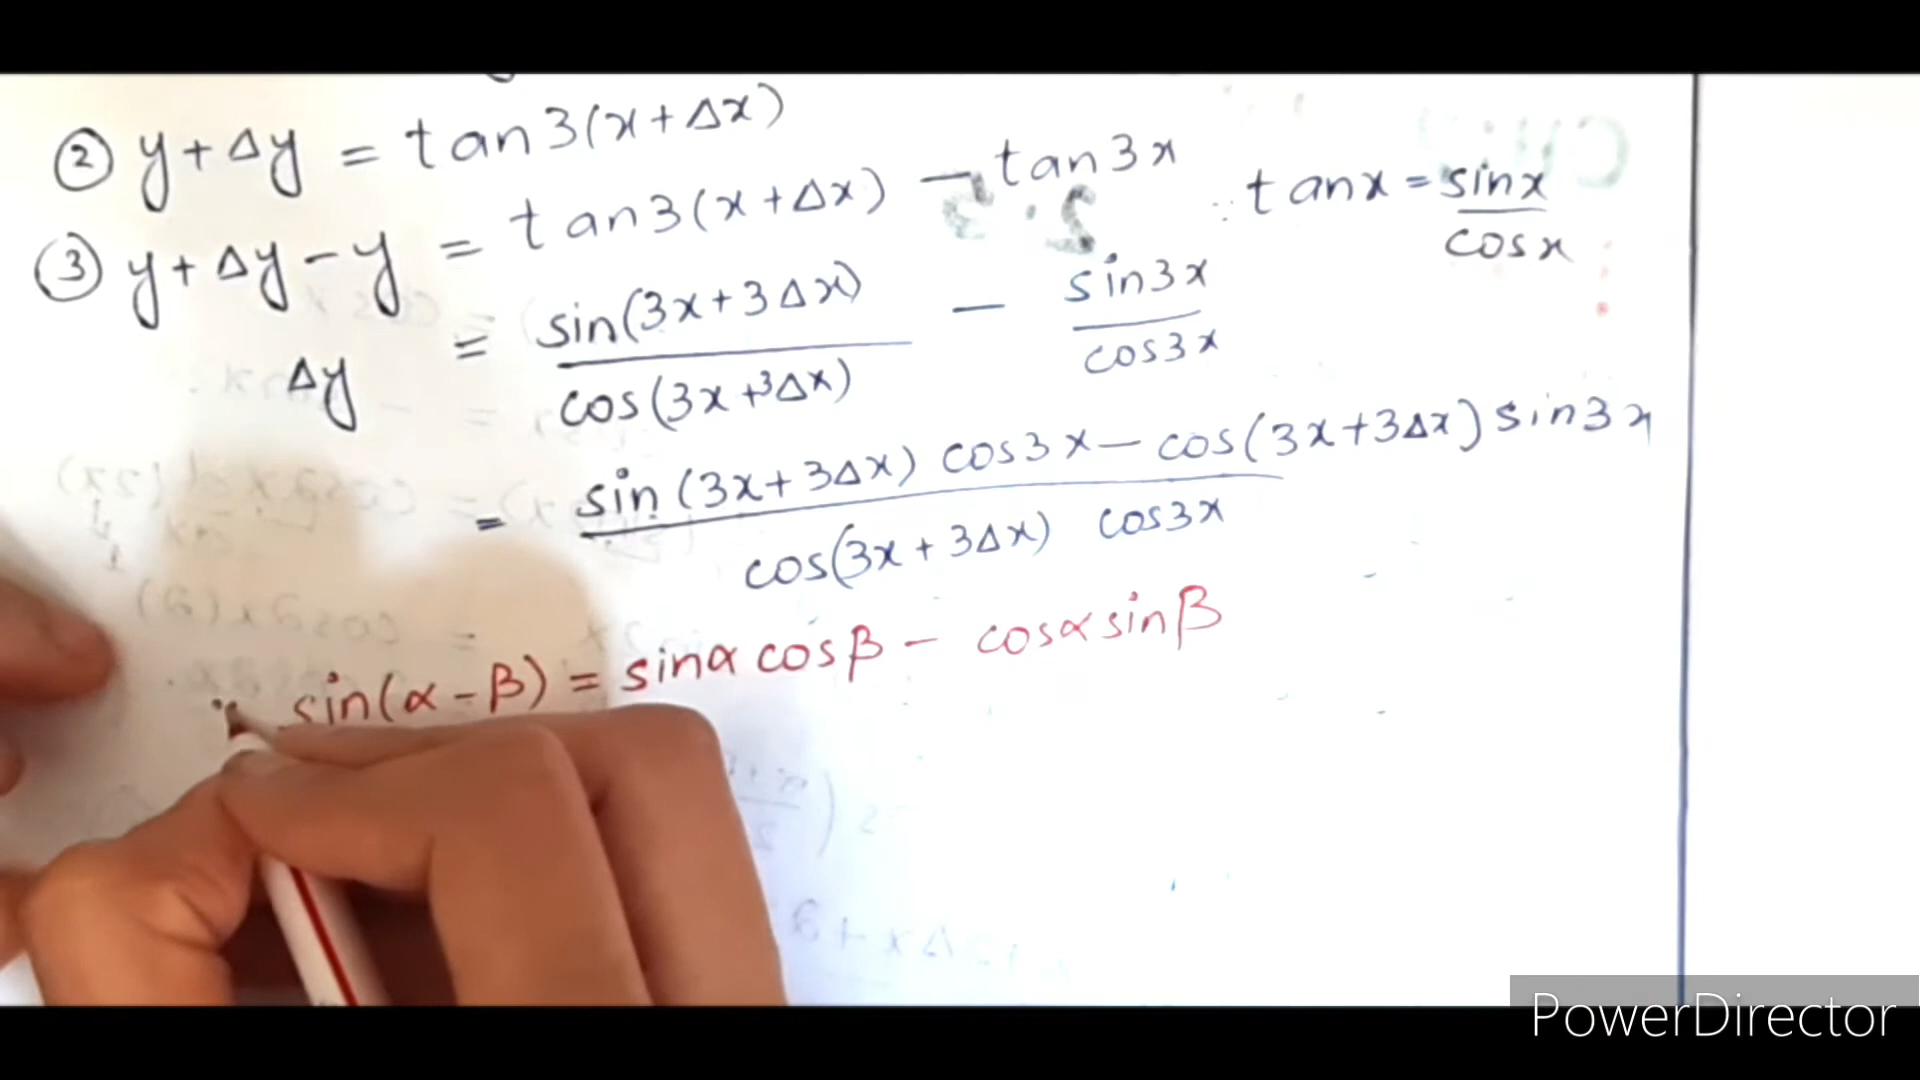 ② y+Δy = tan3(x+Δx)
③ y+Δy-y = tan3(x+Δx) - tan3x ∵ tanx = sinx/cosx
Δy = sin(3x+3Δx)/cos(3x+3Δx) - sin3x/cos3x
= sin(3x+3Δx) cos3x - cos(3x+3Δx) sin3x / cos(3x+3Δx) cos3x
sin(α-β) = sinα cosβ - cosα sinβ
PowerDirector